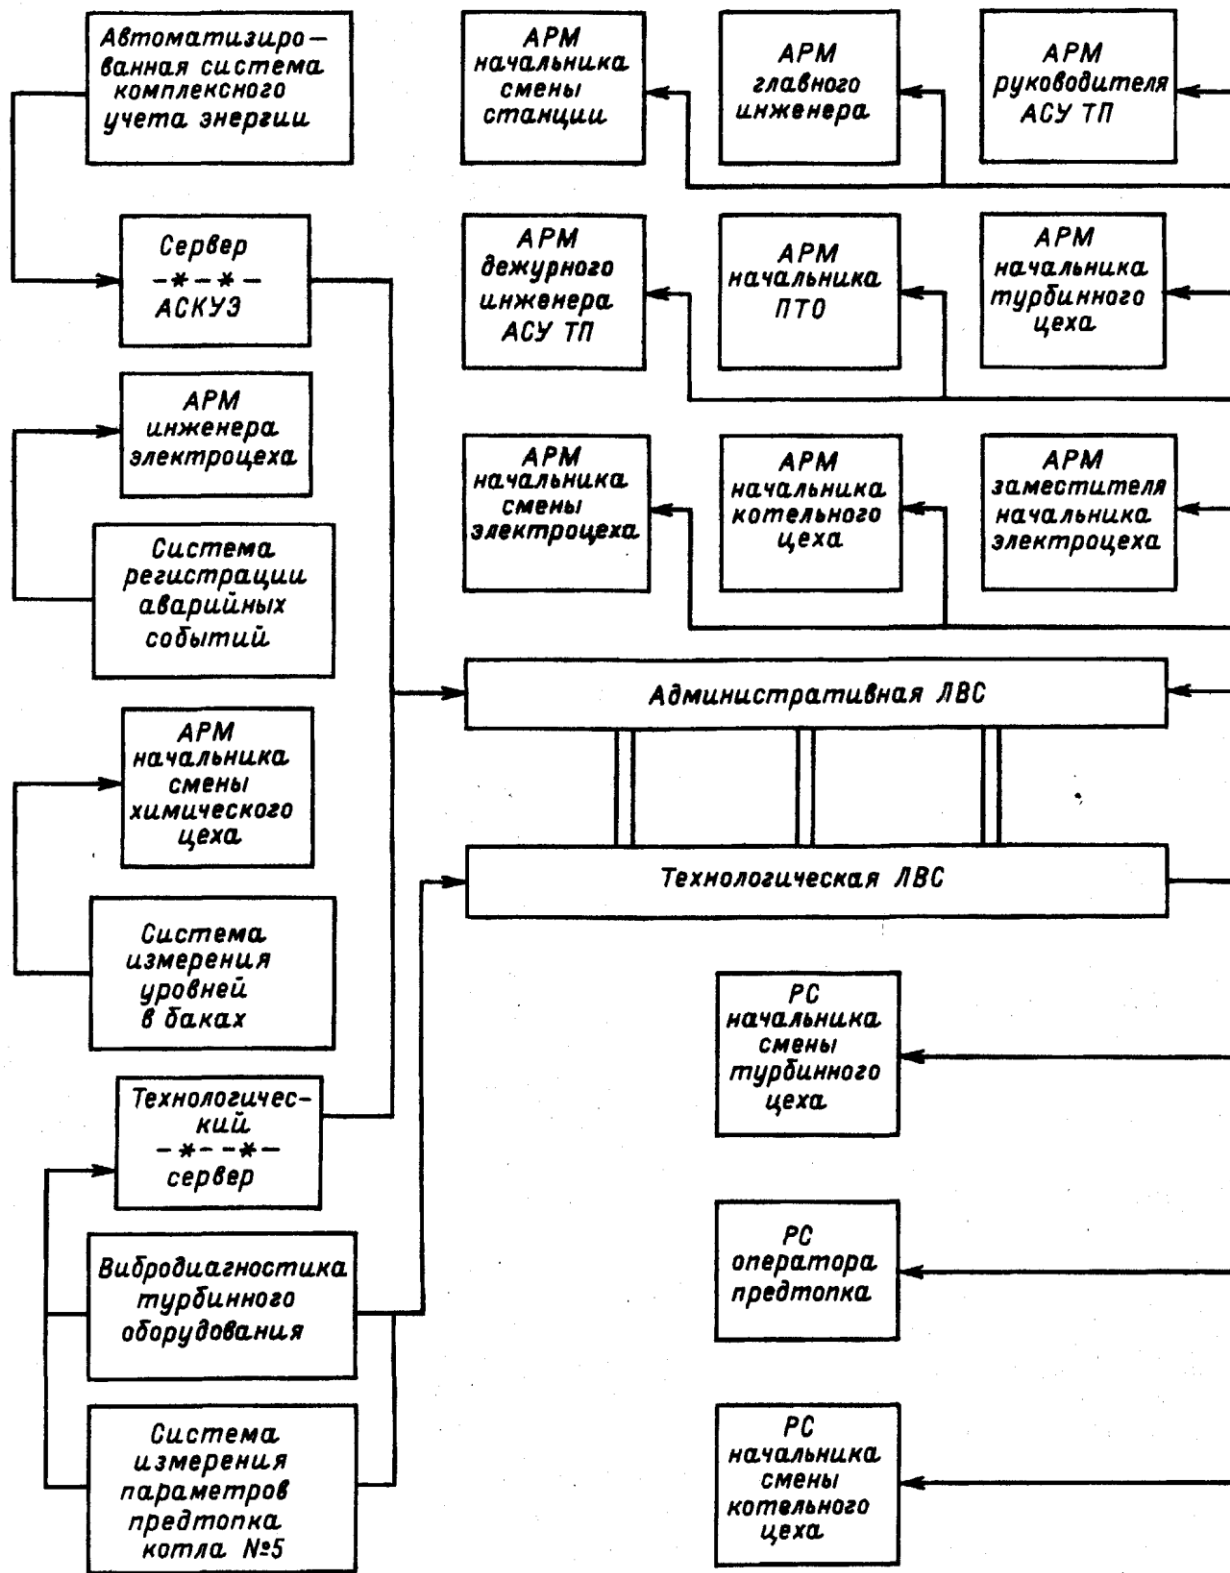 Автоматизиро—
ванная система
комплексного
учета энергии
АРМ
начальника
смены
станции
АРМ
главного
инженера
АРМ
руководителя
АСУ ТП
Сервер
-*-*-
АСКУЭ
АРМ
дежурного
инженера
АСУ ТП
АРМ
начальника
ПТО
АРМ
начальника
турбинного
цеха
АРМ
инженера
электроцеха
АРМ
начальника
смены
электроцеха
АРМ
начальника
котельного
цеха
АРМ
заместителя
начальника
электроцеха
Система
регистрации
аварийных
событий
Административная ЛВС
АРМ
начальника
смены
химического
цеха
Технологическая ЛВС
Система
измерения
уровней
в баках
РС
начальника
смены
турбинного
цеха
Технологичес-
кий
-*--*-
сервер
Вибродиагностика
турбинного
оборудования
РС
оператора
предтопка
Система
измерения
параметров
предтопка
котла №5
РС
начальника
смены
котельного
цеха